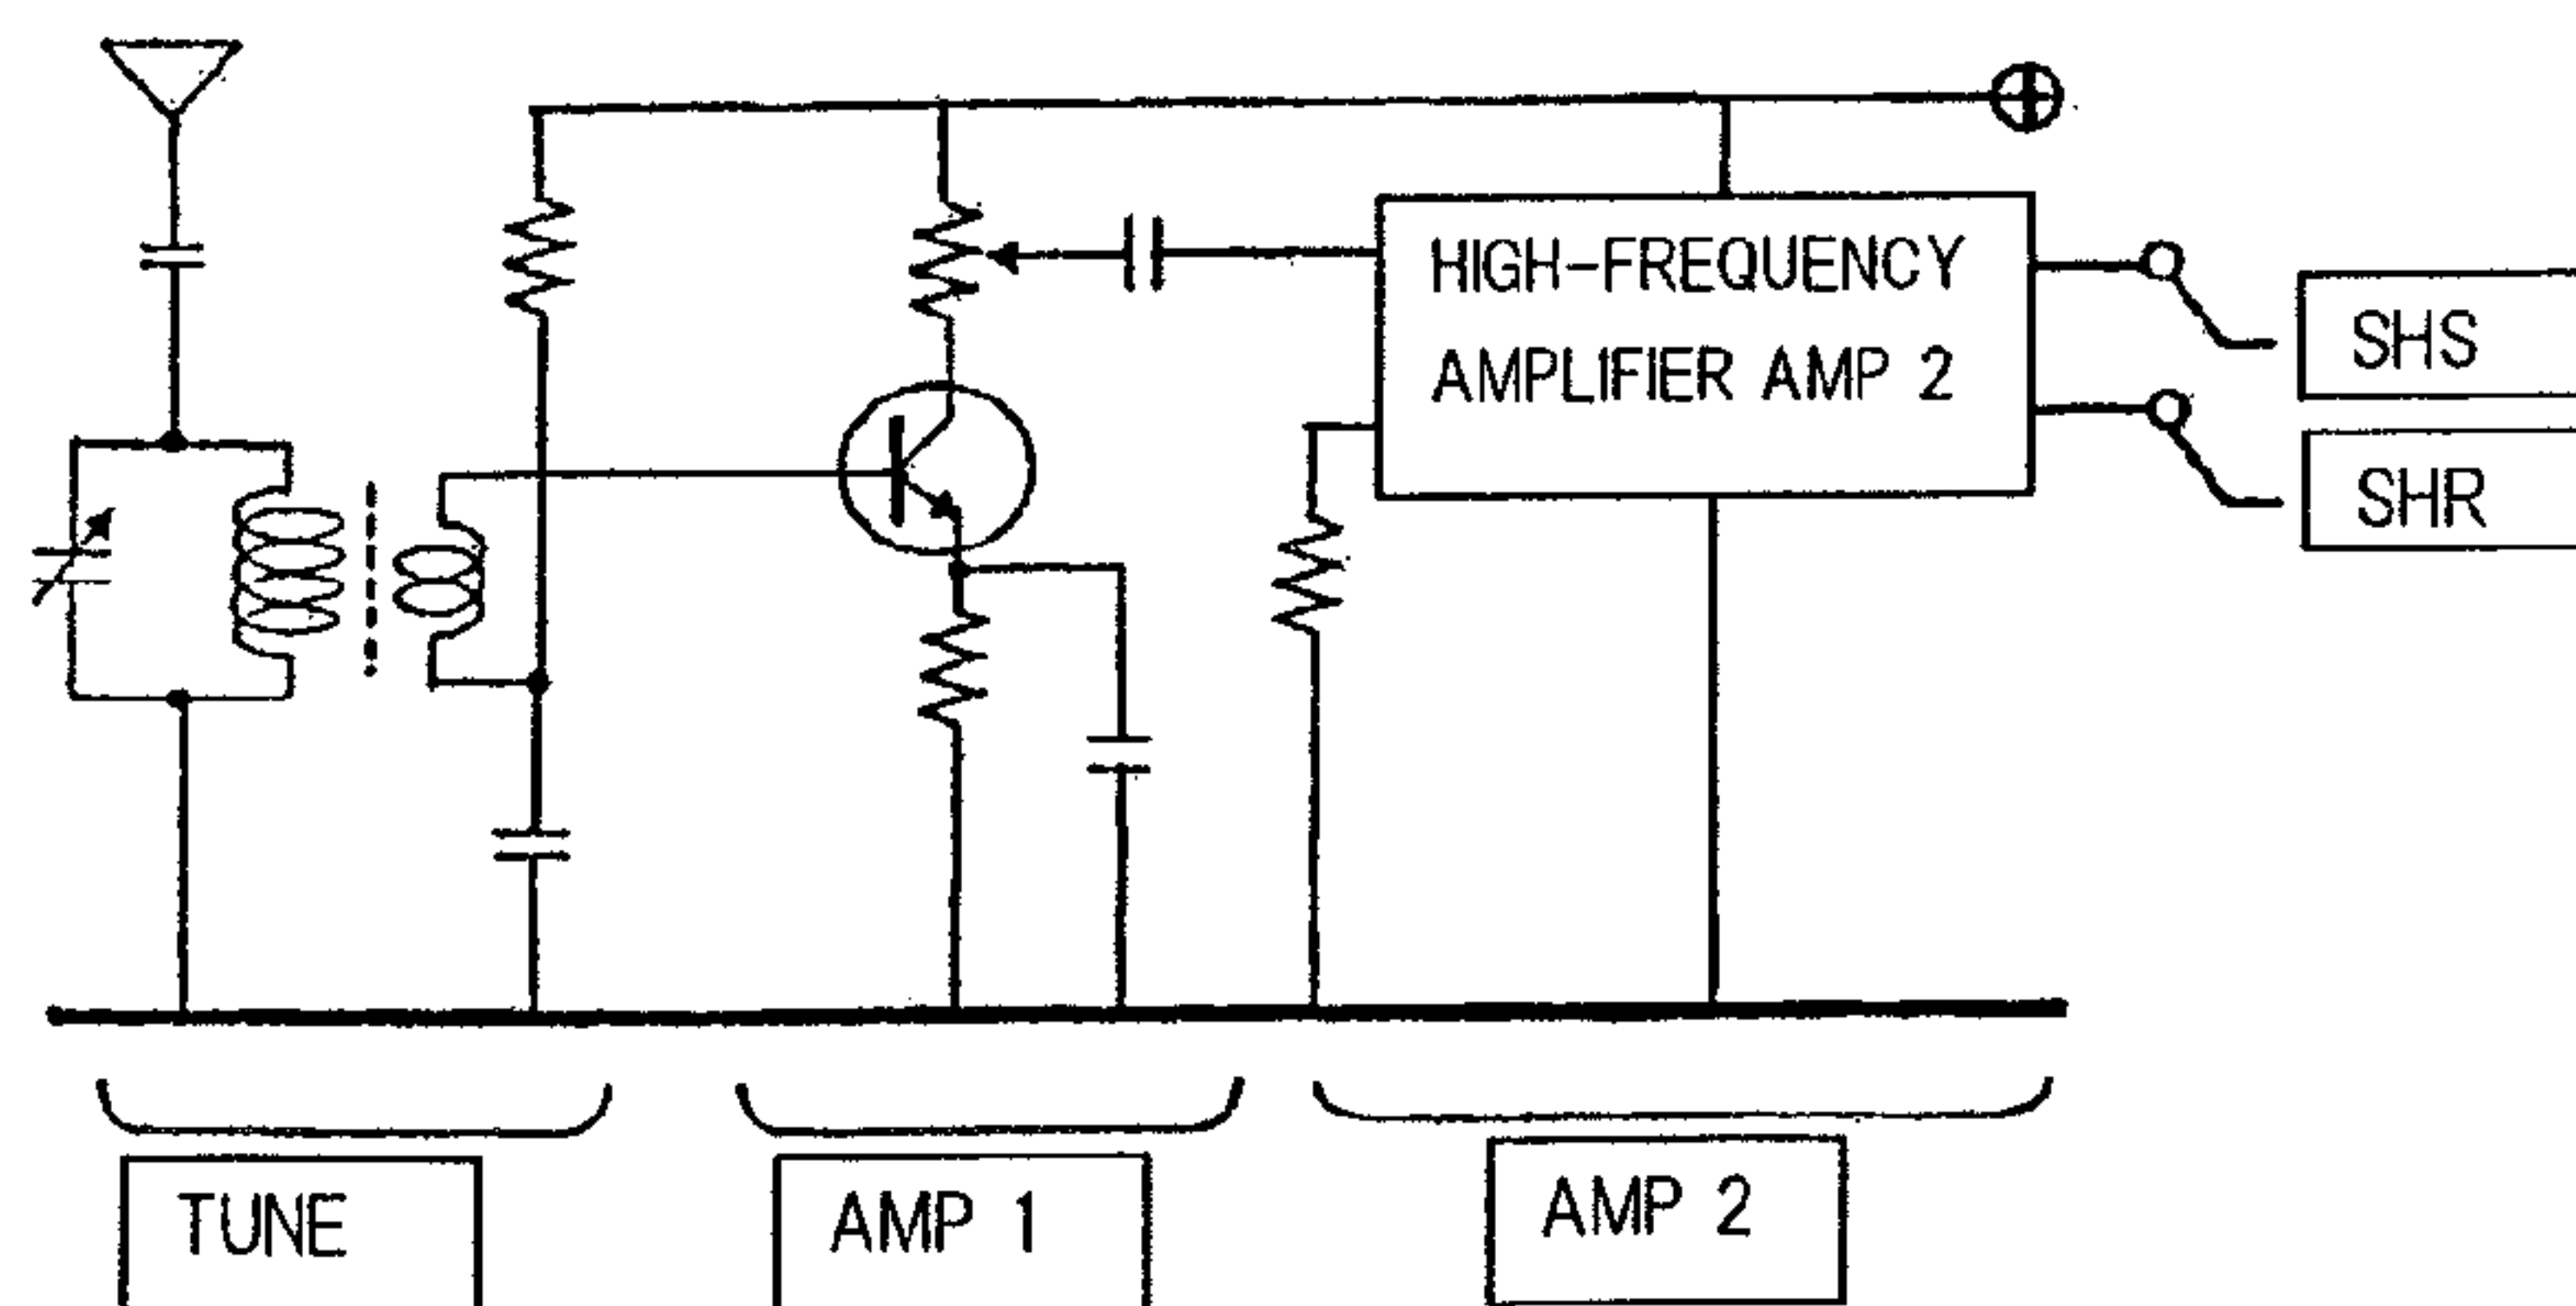 HIGH-FREQUENCY
AMPLIFIER AMP 2
SHS
SHR
TUNE
AMP 1
AMP 2